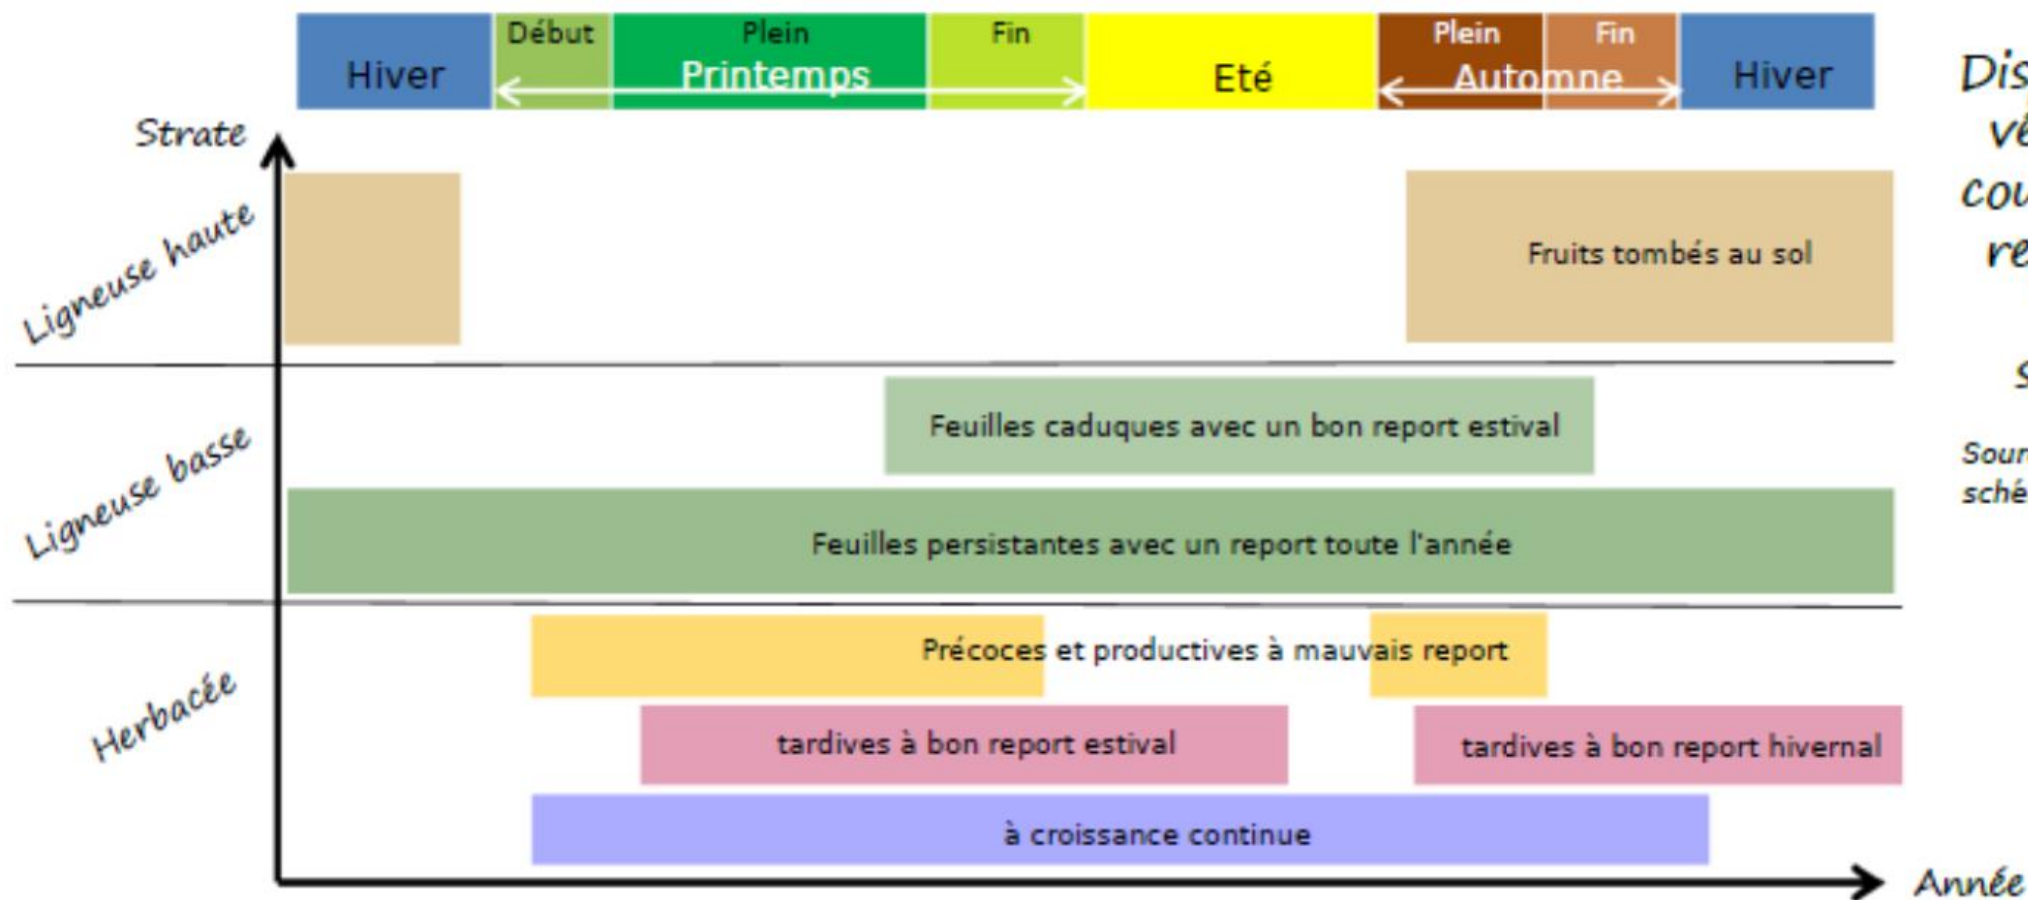 Début Plein Fin Plein Fin
Hiver Printemps Eté Automne Hiver
Strate
Ligneuse haute
Fruits tombés au sol
Ligneuse basse
Feuilles caduques avec un bon report estival
Feuilles persistantes avec un report toute l'année
Herbacée
Précoces et productives à mauvais report
tardives à bon report estival
tardives à bon report hivernal
à croissance continue
Année